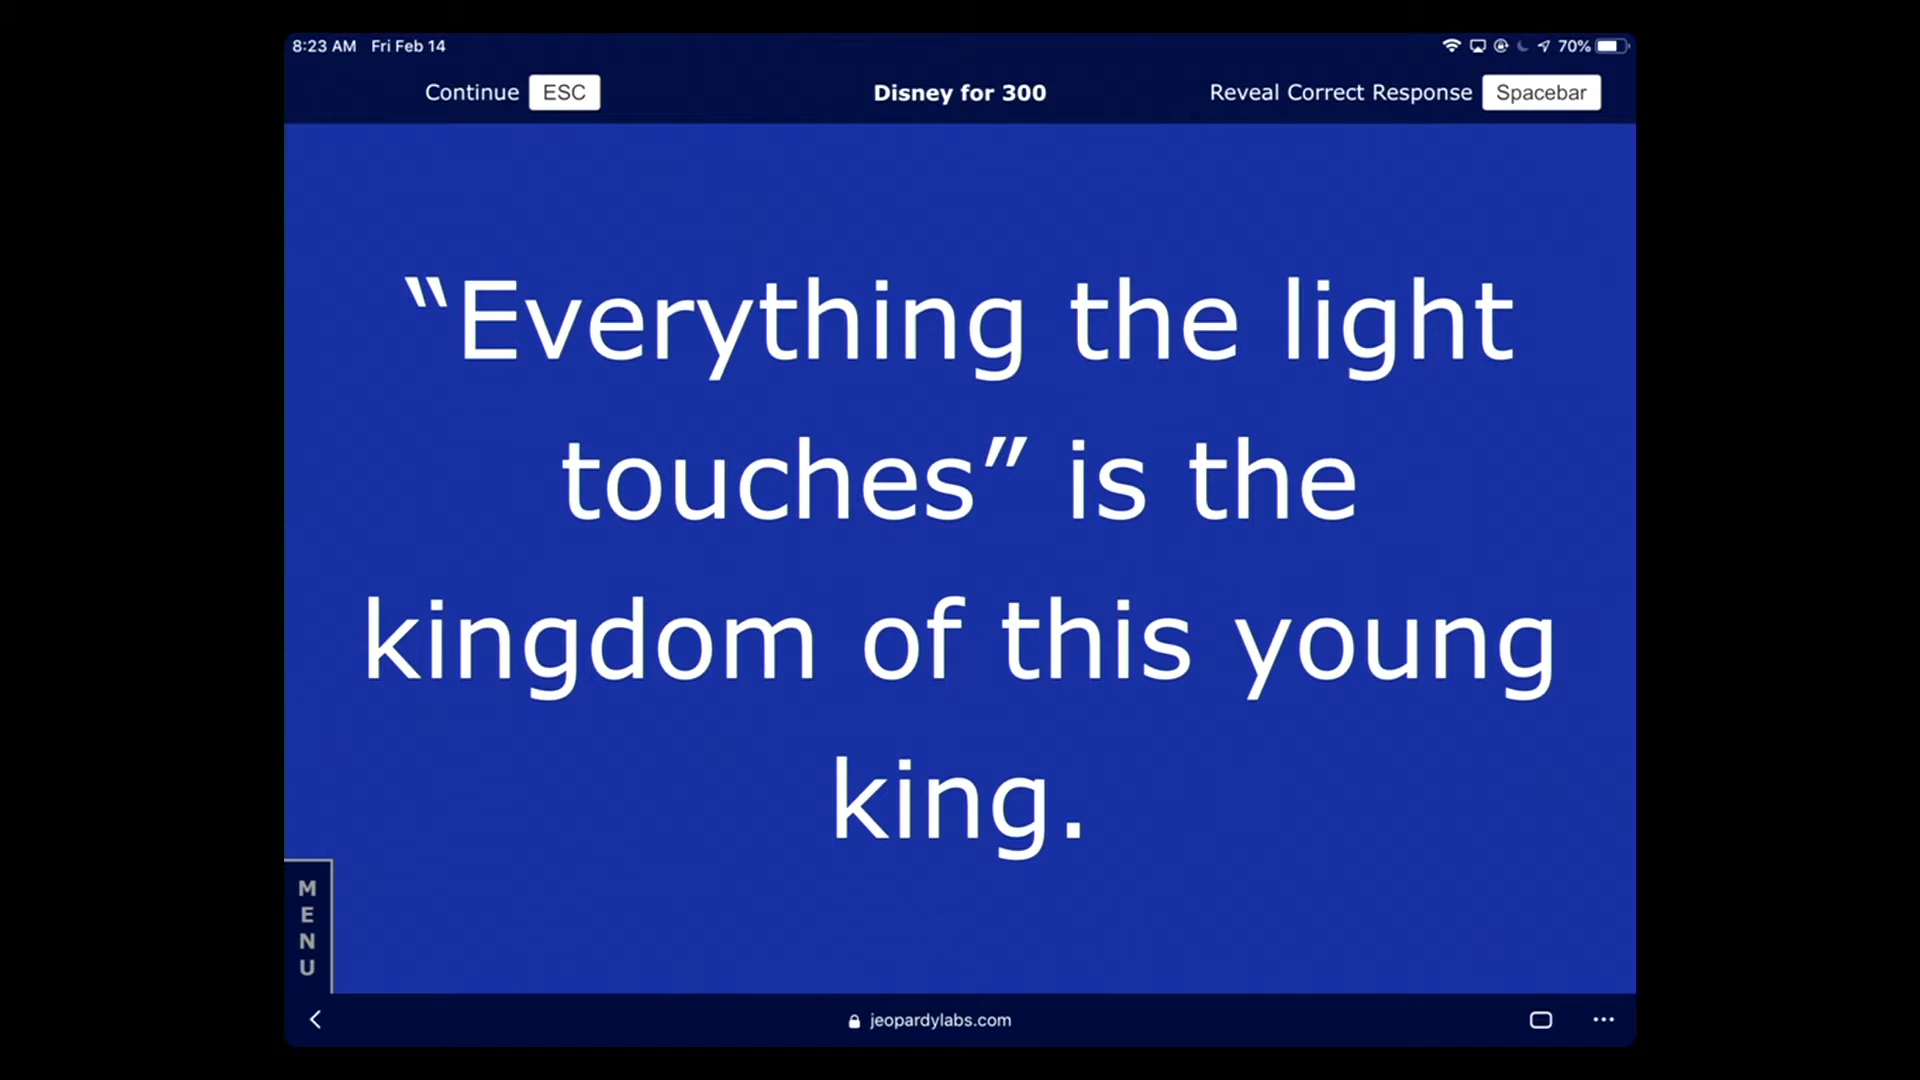 8:23 AM Fri Feb 14
70%
Continue ESC
Disney for 300
Reveal Correct Response Spacebar
“Everything the light
touches” is the
kingdom of this young
king.
MENU
jeopardylabs.com